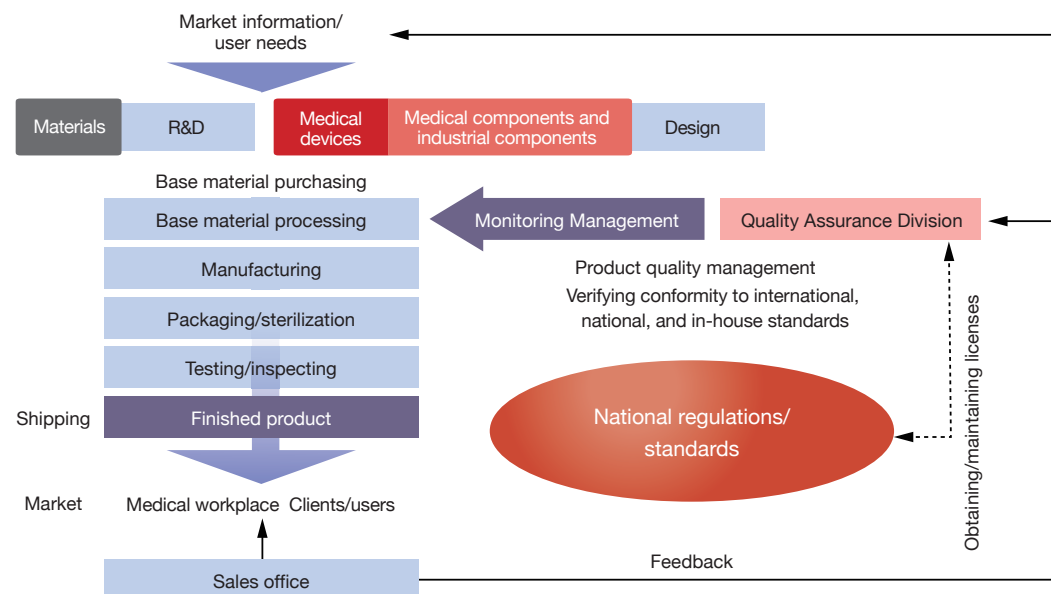 Market information/
user needs
Materials
R&D
Medical
devices
Medical components and
industrial components
Design
Base material purchasing
Base material processing
Monitoring Management
Quality Assurance Division
Manufacturing
Product quality management
Verifying conformity to international,
national, and in-house standards
Packaging/sterilization
Testing/inspecting
Obtaining/maintaining licenses
Shipping
Finished product
National regulations/
standards
Market
Medical workplace Clients/users
Feedback
Sales office